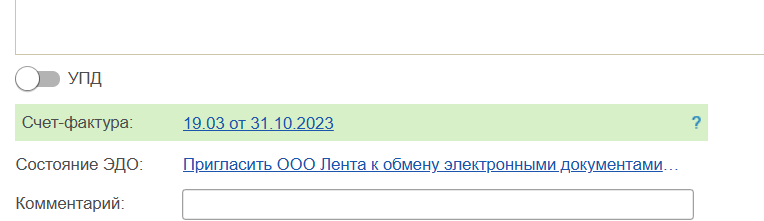 УПД
Счет-фактура: 19.03 от 31.10.2023 ?
Состояние ЭДО: Пригласить ООО Лента к обмену электронными документами...
Комментарий: